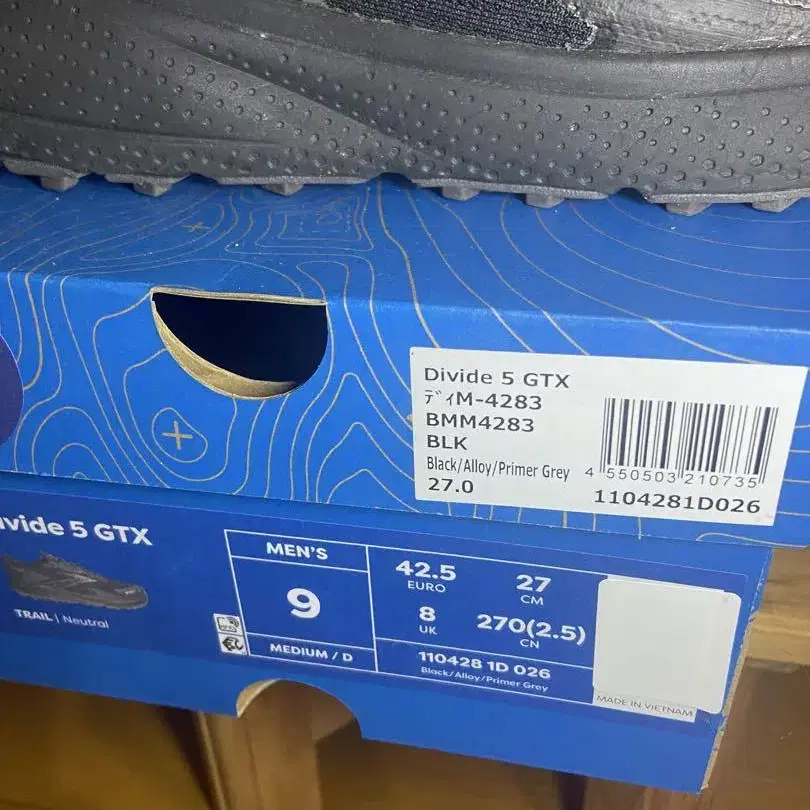 Divide 5 GTX
ディM-4283
BMM4283
BLK
Black/Alloy/Primer Grey
27.0
4 550503 210735
1104281D026
ivide 5 GTX
TRAIL | Neutral
MEN'S
9
MEDIUM / D
42.5
EURO
27
CM
8
UK
270(2.5)
CN
110428 1D 026
Black/Alloy/Primer Grey
MADE IN VIETNAM